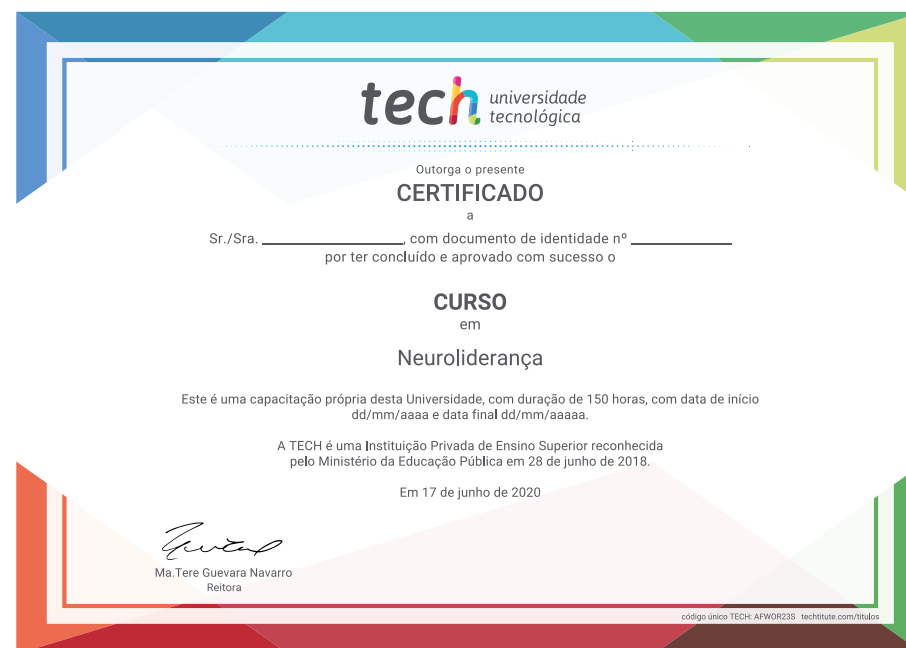 tech universidade
tecnológica
Outorga o presente
CERTIFICADO
a
Sr./Sra. ________________, com documento de identidade nº ____________
por ter concluído e aprovado com sucesso o
CURSO
em
Neuroliderança
Este é uma capacitação própria desta Universidade, com duração de 150 horas, com data de início
dd/mm/aaaa e data final dd/mm/aaaaa.
A TECH é uma Instituição Privada de Ensino Superior reconhecida
pelo Ministério da Educação Pública em 28 de junho de 2018.
Em 17 de junho de 2020
Ma.Tere Guevara Navarro
Reitora
código único TECH: AFWOR23S techtitute.com/titulos